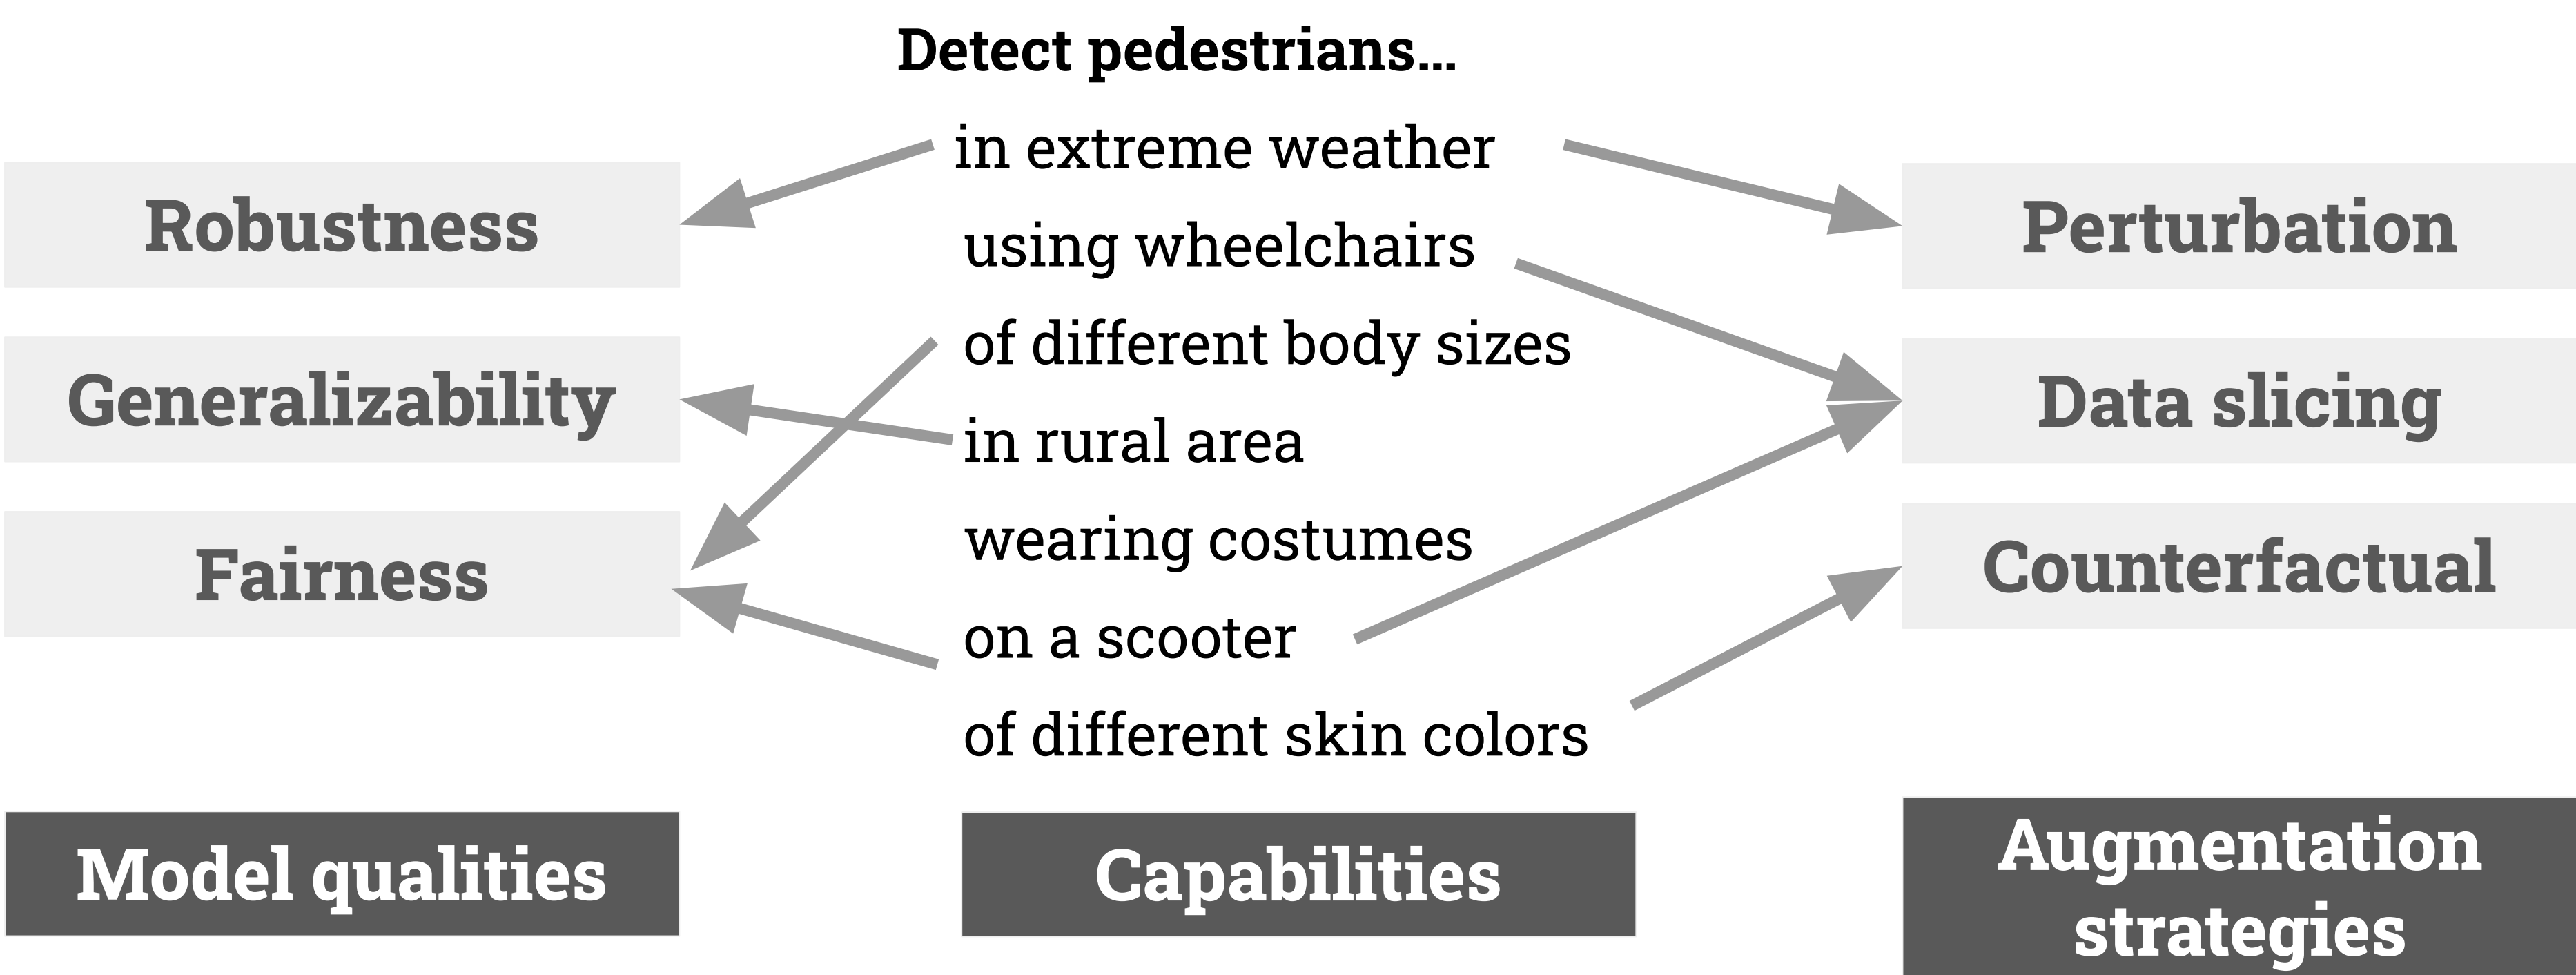 Detect pedestrians...
in extreme weather
using wheelchairs
of different body sizes
in rural area
wearing costumes
on a scooter
of different skin colors
Robustness
Generalizability
Fairness
Perturbation
Data slicing
Counterfactual
Model qualities
Capabilities
Augmentation
strategies